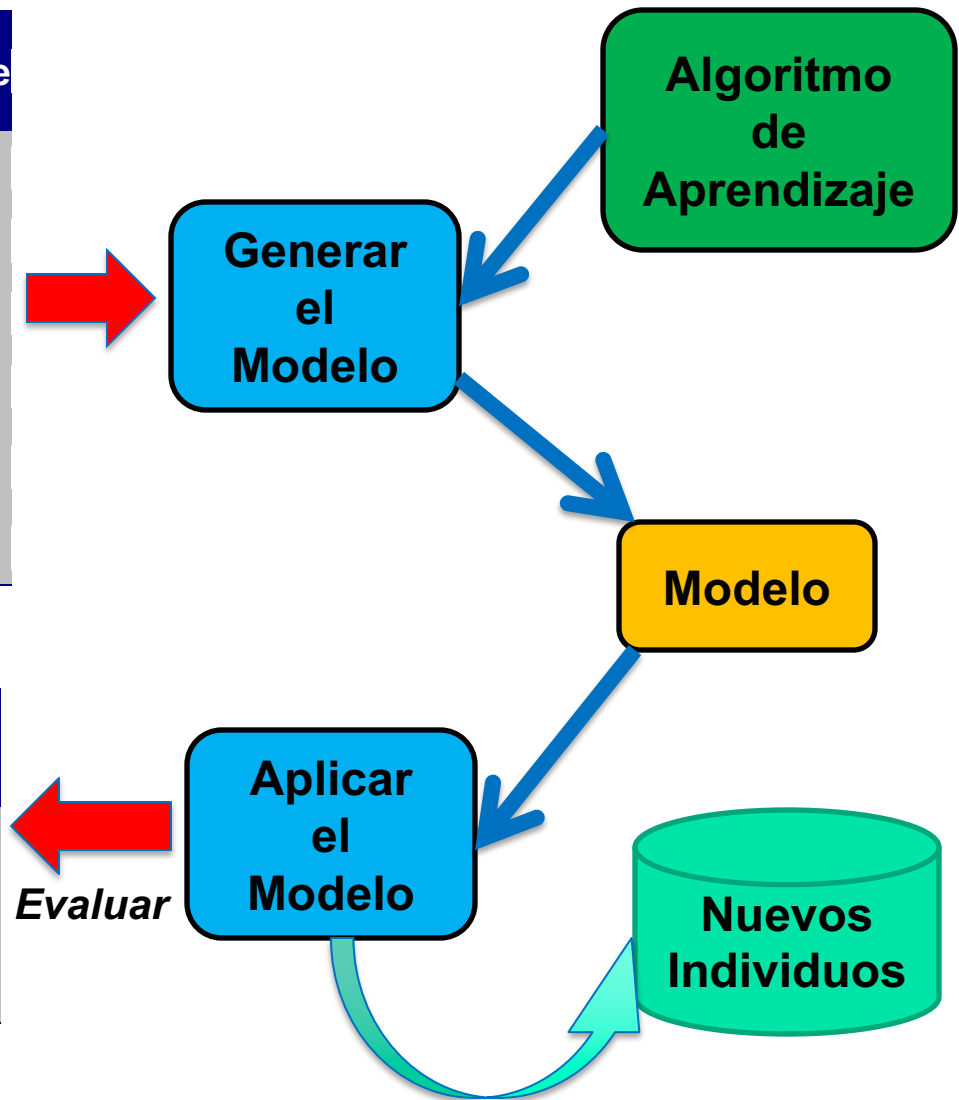 Algoritmo
de
Aprendizaje
Generar
el
Modelo
Modelo
Aplicar
el
Modelo
Evaluar
Nuevos
Individuos